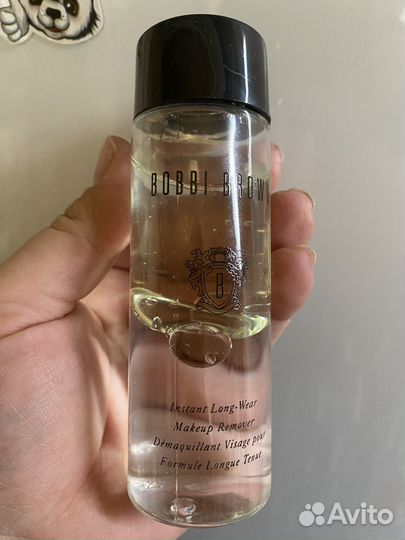 BOBBI BROWN
B
Instant Long-Wear
Makeup Remover
Démaquillant Visage pour
Formule Longue Tenue
Avito